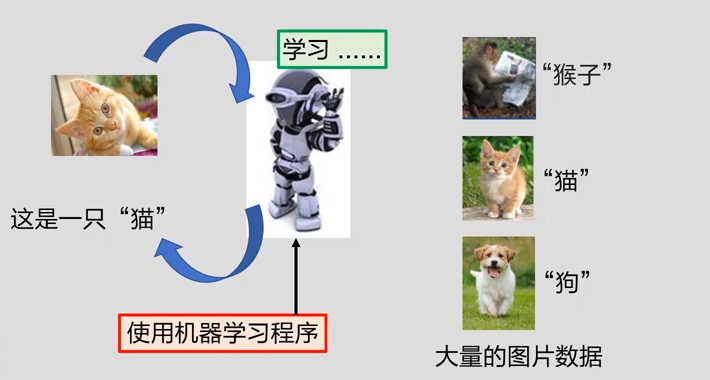 学习 ......
“猴子”
“猫”
这是一只“猫”
“狗”
使用机器学习程序
大量的图片数据